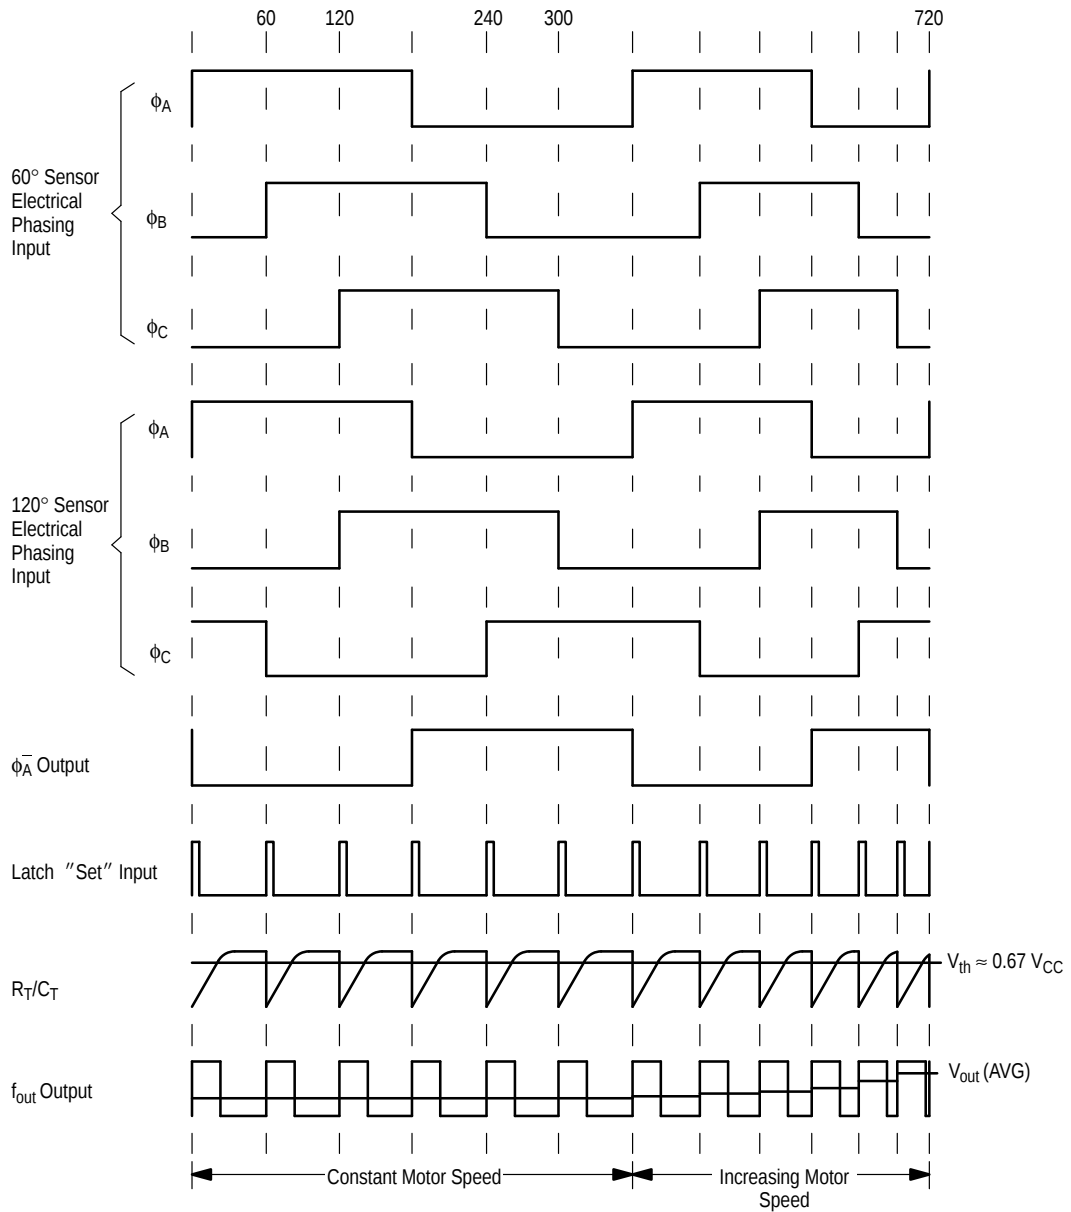 60 120 240 300 720
ϕA
60° Sensor
Electrical
Phasing
Input
ϕB
ϕC
ϕA
120° Sensor
Electrical
Phasing
Input
ϕB
ϕC
ϕA̅ Output
Latch ″Set″ Input
Vth ≈ 0.67 VCC
RT/CT
Vout (AVG)
fout Output
Constant Motor Speed
Increasing Motor
Speed